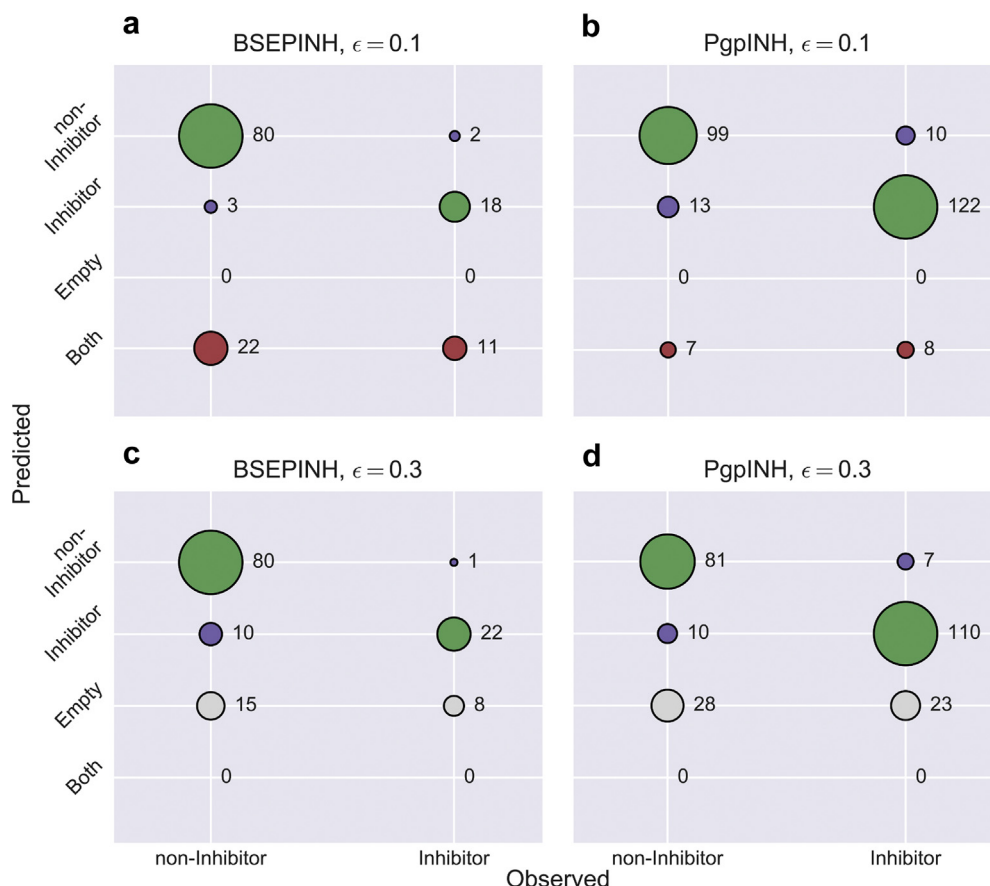 a
BSEPINH, ϵ = 0.1
b
PgpINH, ϵ = 0.1
non-
Inhibitor
80
2
99
10
Inhibitor
3
18
13
122
Empty
0
0
0
0
Both
22
11
7
8
Predicted
c
BSEPINH, ϵ = 0.3
d
PgpINH, ϵ = 0.3
non-
Inhibitor
80
1
81
7
Inhibitor
10
22
10
110
Empty
15
8
28
23
Both
0
0
0
0
non-Inhibitor
Inhibitor
non-Inhibitor
Inhibitor
Observed